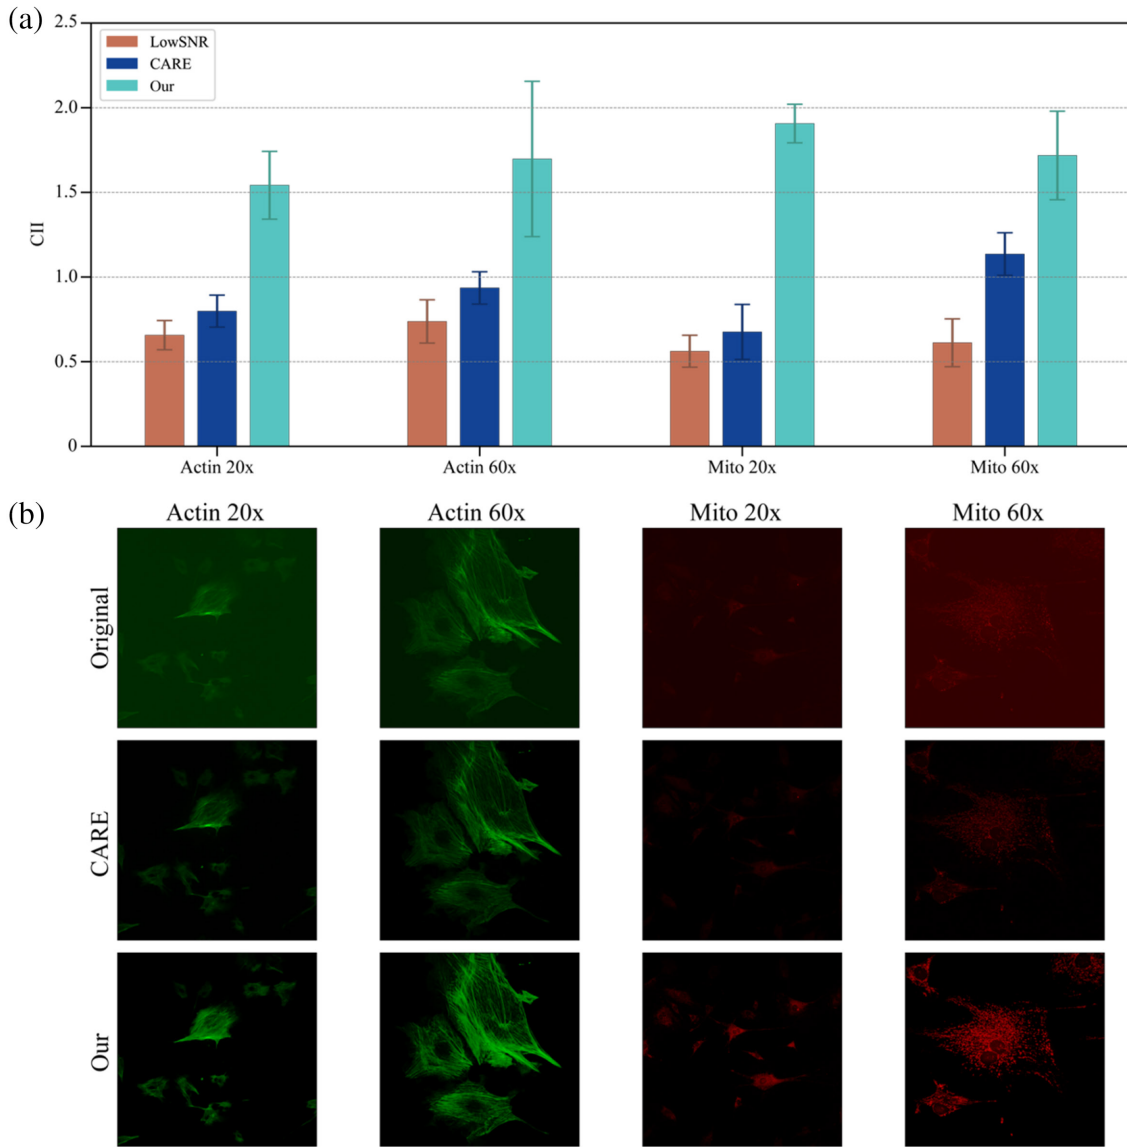 (a)
2.5
2.0
1.5
1.0
0.5
0
CII
LowSNR
CARE
Our
Actin 20x
Actin 60x
Mito 20x
Mito 60x
(b)
Actin 20x
Actin 60x
Mito 20x
Mito 60x
Original
CARE
Our